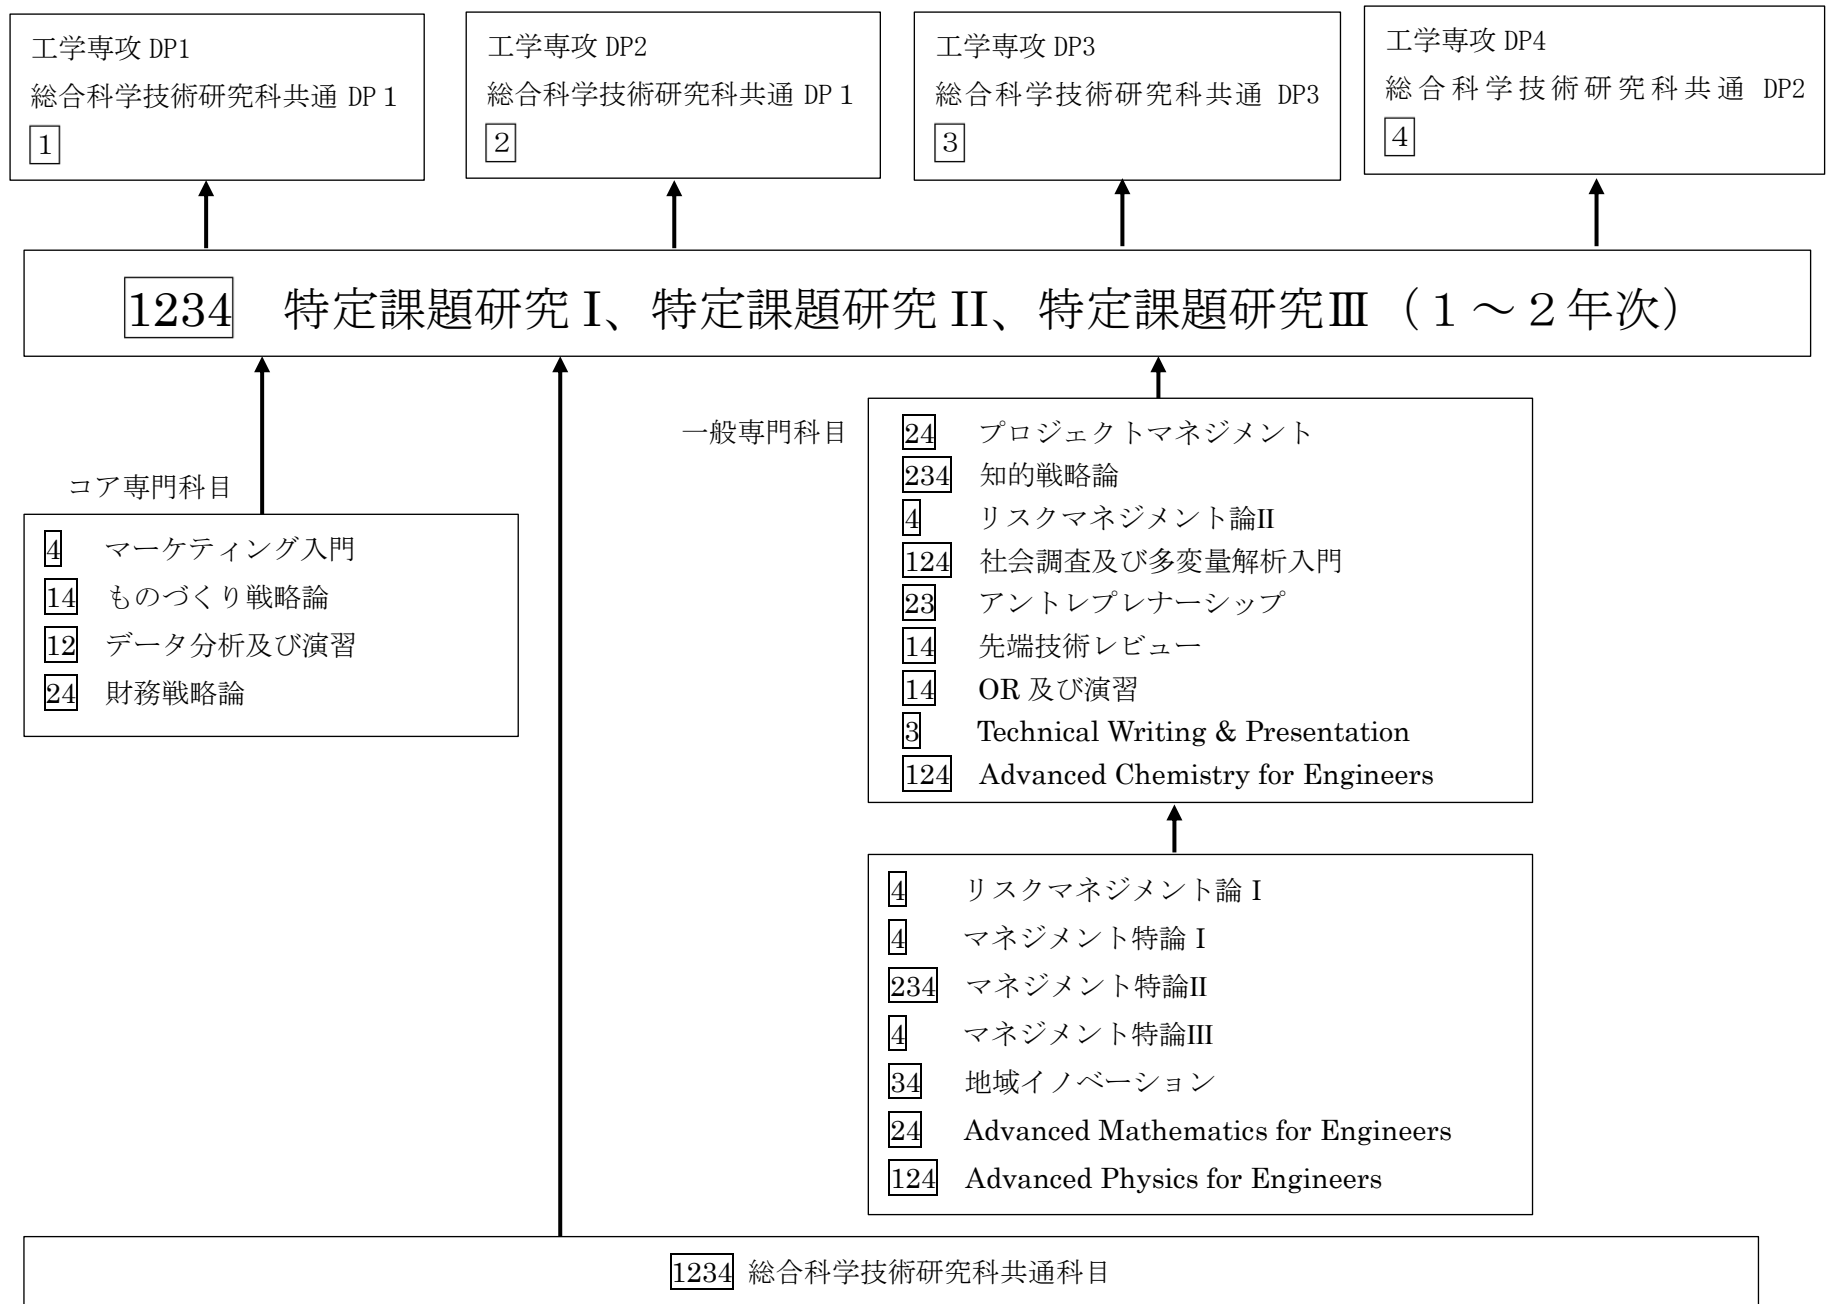 工学専攻 DP1
総合科学技術研究科共通 DP１
1
工学専攻 DP2
総合科学技術研究科共通 DP１
2
工学専攻 DP3
総合科学技術研究科共通 DP3
3
工学専攻 DP4
総合科学技術研究科共通 DP2
4
1234 特定課題研究 I、特定課題研究 II、特定課題研究Ⅲ（１～２年次）
コア専門科目
4 マーケティング入門
14 ものづくり戦略論
12 データ分析及び演習
24 財務戦略論
一般専門科目
24 プロジェクトマネジメント
234 知的戦略論
4 リスクマネジメント論II
124 社会調査及び多変量解析入門
23 アントレプレナーシップ
14 先端技術レビュー
14 OR 及び演習
3 Technical Writing & Presentation
124 Advanced Chemistry for Engineers
4 リスクマネジメント論 I
4 マネジメント特論 I
234 マネジメント特論II
4 マネジメント特論III
34 地域イノベーション
24 Advanced Mathematics for Engineers
124 Advanced Physics for Engineers
1234 総合科学技術研究科共通科目